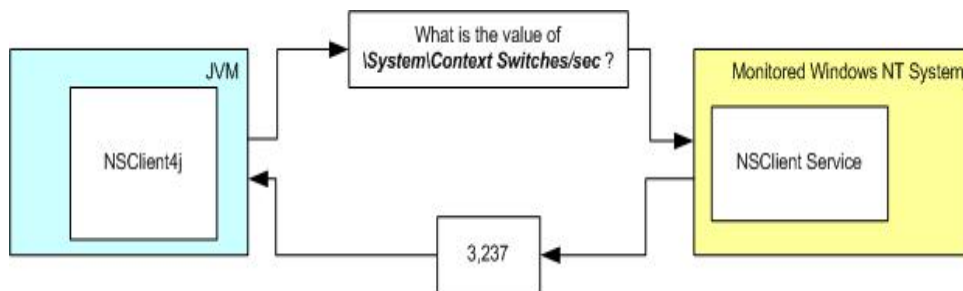 What is the value of
\System\Context Switches/sec ?
JVM
Monitored Windows NT System
NSClient4j
NSClient Service
3,237